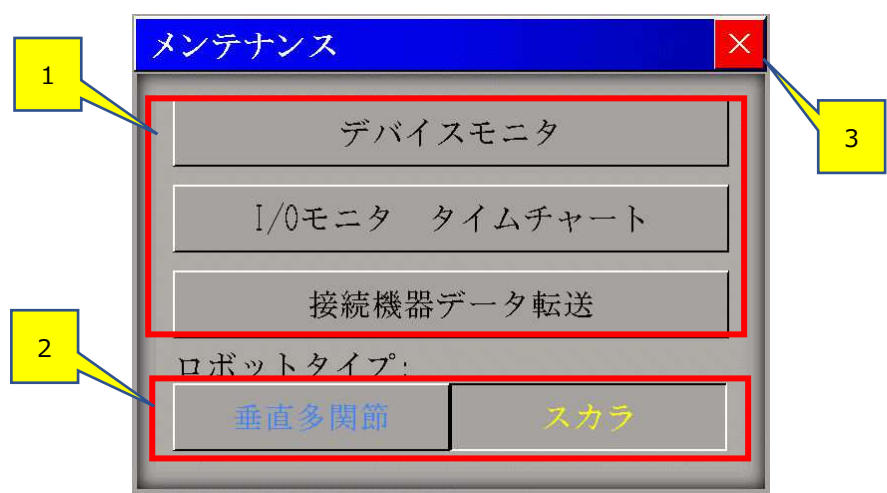 メンテナンス
×
1
デバイスモニタ
3
I/Oモニタ　タイムチャート
接続機器データ転送
2
ロボットタイプ:
垂直多関節
スカラ